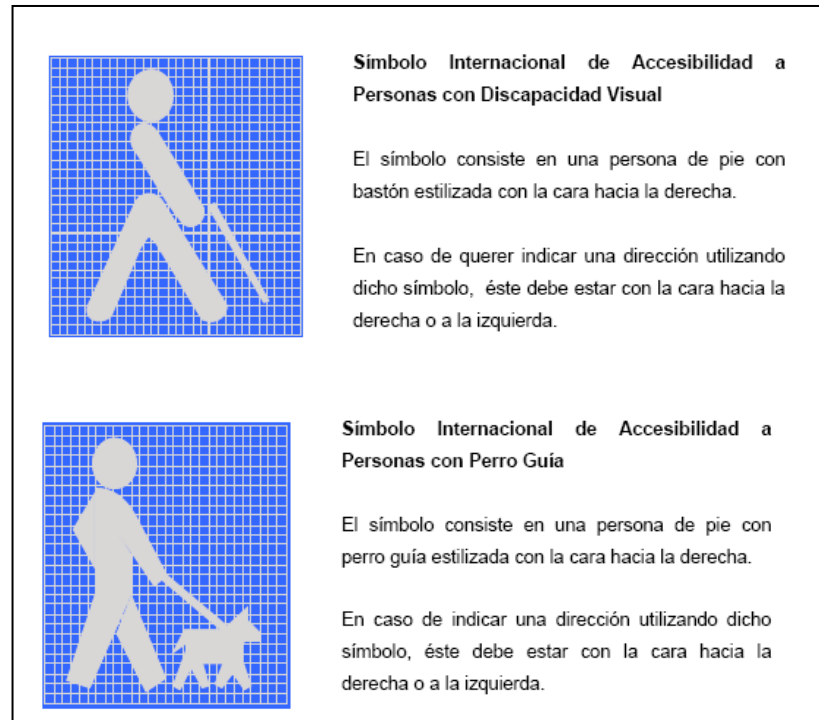 Símbolo Internacional de Accesibilidad a
Personas con Discapacidad Visual
El símbolo consiste en una persona de pie con
bastón estilizada con la cara hacia la derecha.
En caso de querer indicar una dirección utilizando
dicho símbolo, éste debe estar con la cara hacia la
derecha o a la izquierda.
Símbolo Internacional de Accesibilidad a
Personas con Perro Guía
El símbolo consiste en una persona de pie con
perro guía estilizada con la cara hacia la derecha.
En caso de indicar una dirección utilizando dicho
símbolo, éste debe estar con la cara hacia la
derecha o a la izquierda.